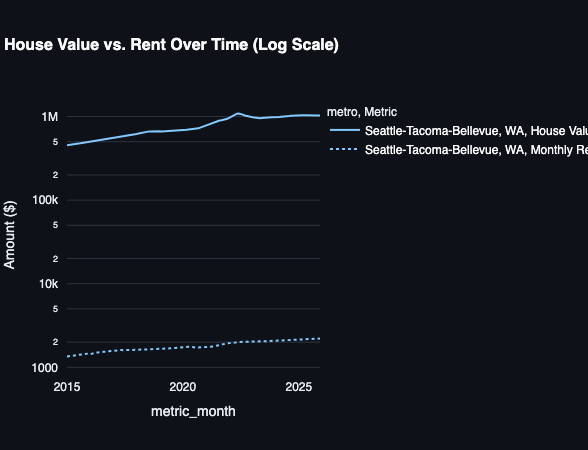 House Value vs. Rent Over Time (Log Scale)
metro, Metric
Seattle-Tacoma-Bellevue, WA, House Valu
Seattle-Tacoma-Bellevue, WA, Monthly Re
Amount ($)
1M
5
2
100k
5
2
10k
5
2
1000
2015
2020
2025
metric_month